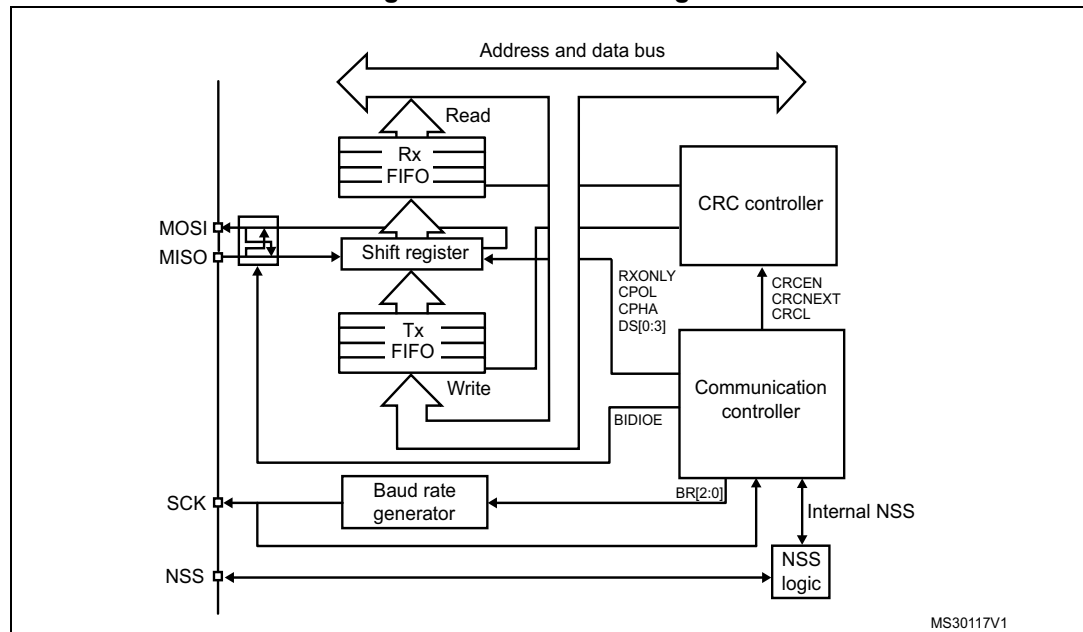 Address and data bus
Read
Rx
FIFO
CRC controller
MOSI
MISO
Shift register
RXONLY
CPOL
CPHA
DS[0:3]
CRCEN
CRCNEXT
CRCL
Tx
FIFO
Write
Communication
controller
BIDIOE
BR[2:0]
SCK
Baud rate
generator
Internal NSS
NSS
NSS
logic
MS30117V1